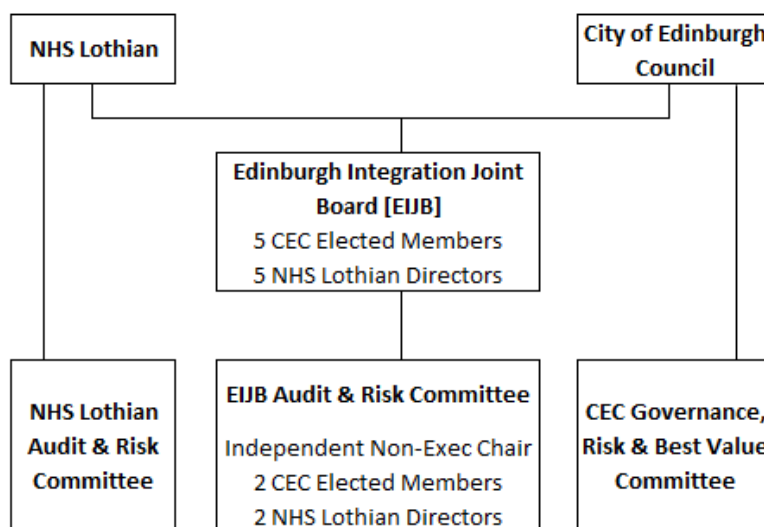 NHS Lothian
City of Edinburgh
Council
Edinburgh Integration Joint
Board [EIJB]
5 CEC Elected Members
5 NHS Lothian Directors
NHS Lothian
Audit & Risk
Committee
EIJB Audit & Risk Committee
Independent Non-Exec Chair
2 CEC Elected Members
2 NHS Lothian Directors
CEC Governance,
Risk & Best Value
Committee